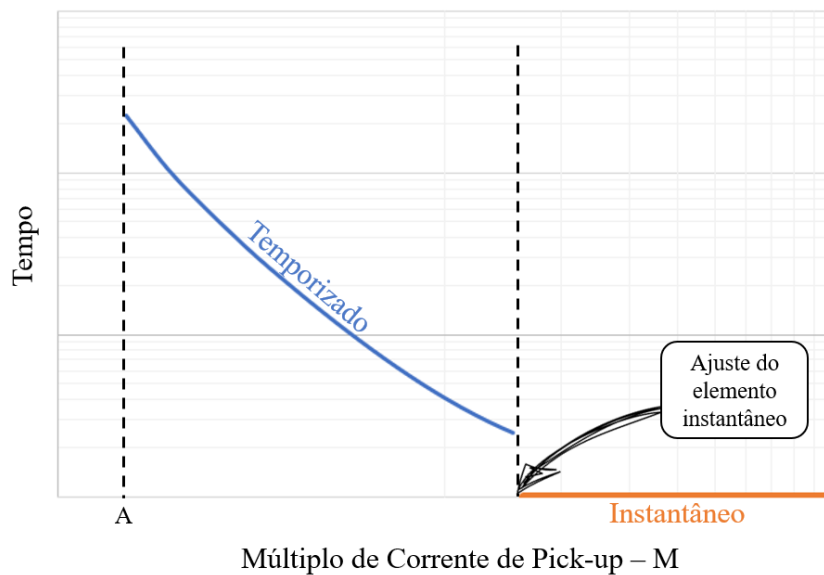 Tempo
Temporizado
Ajuste do
elemento
instantâneo
A
Instantâneo
Múltiplo de Corrente de Pick-up – M